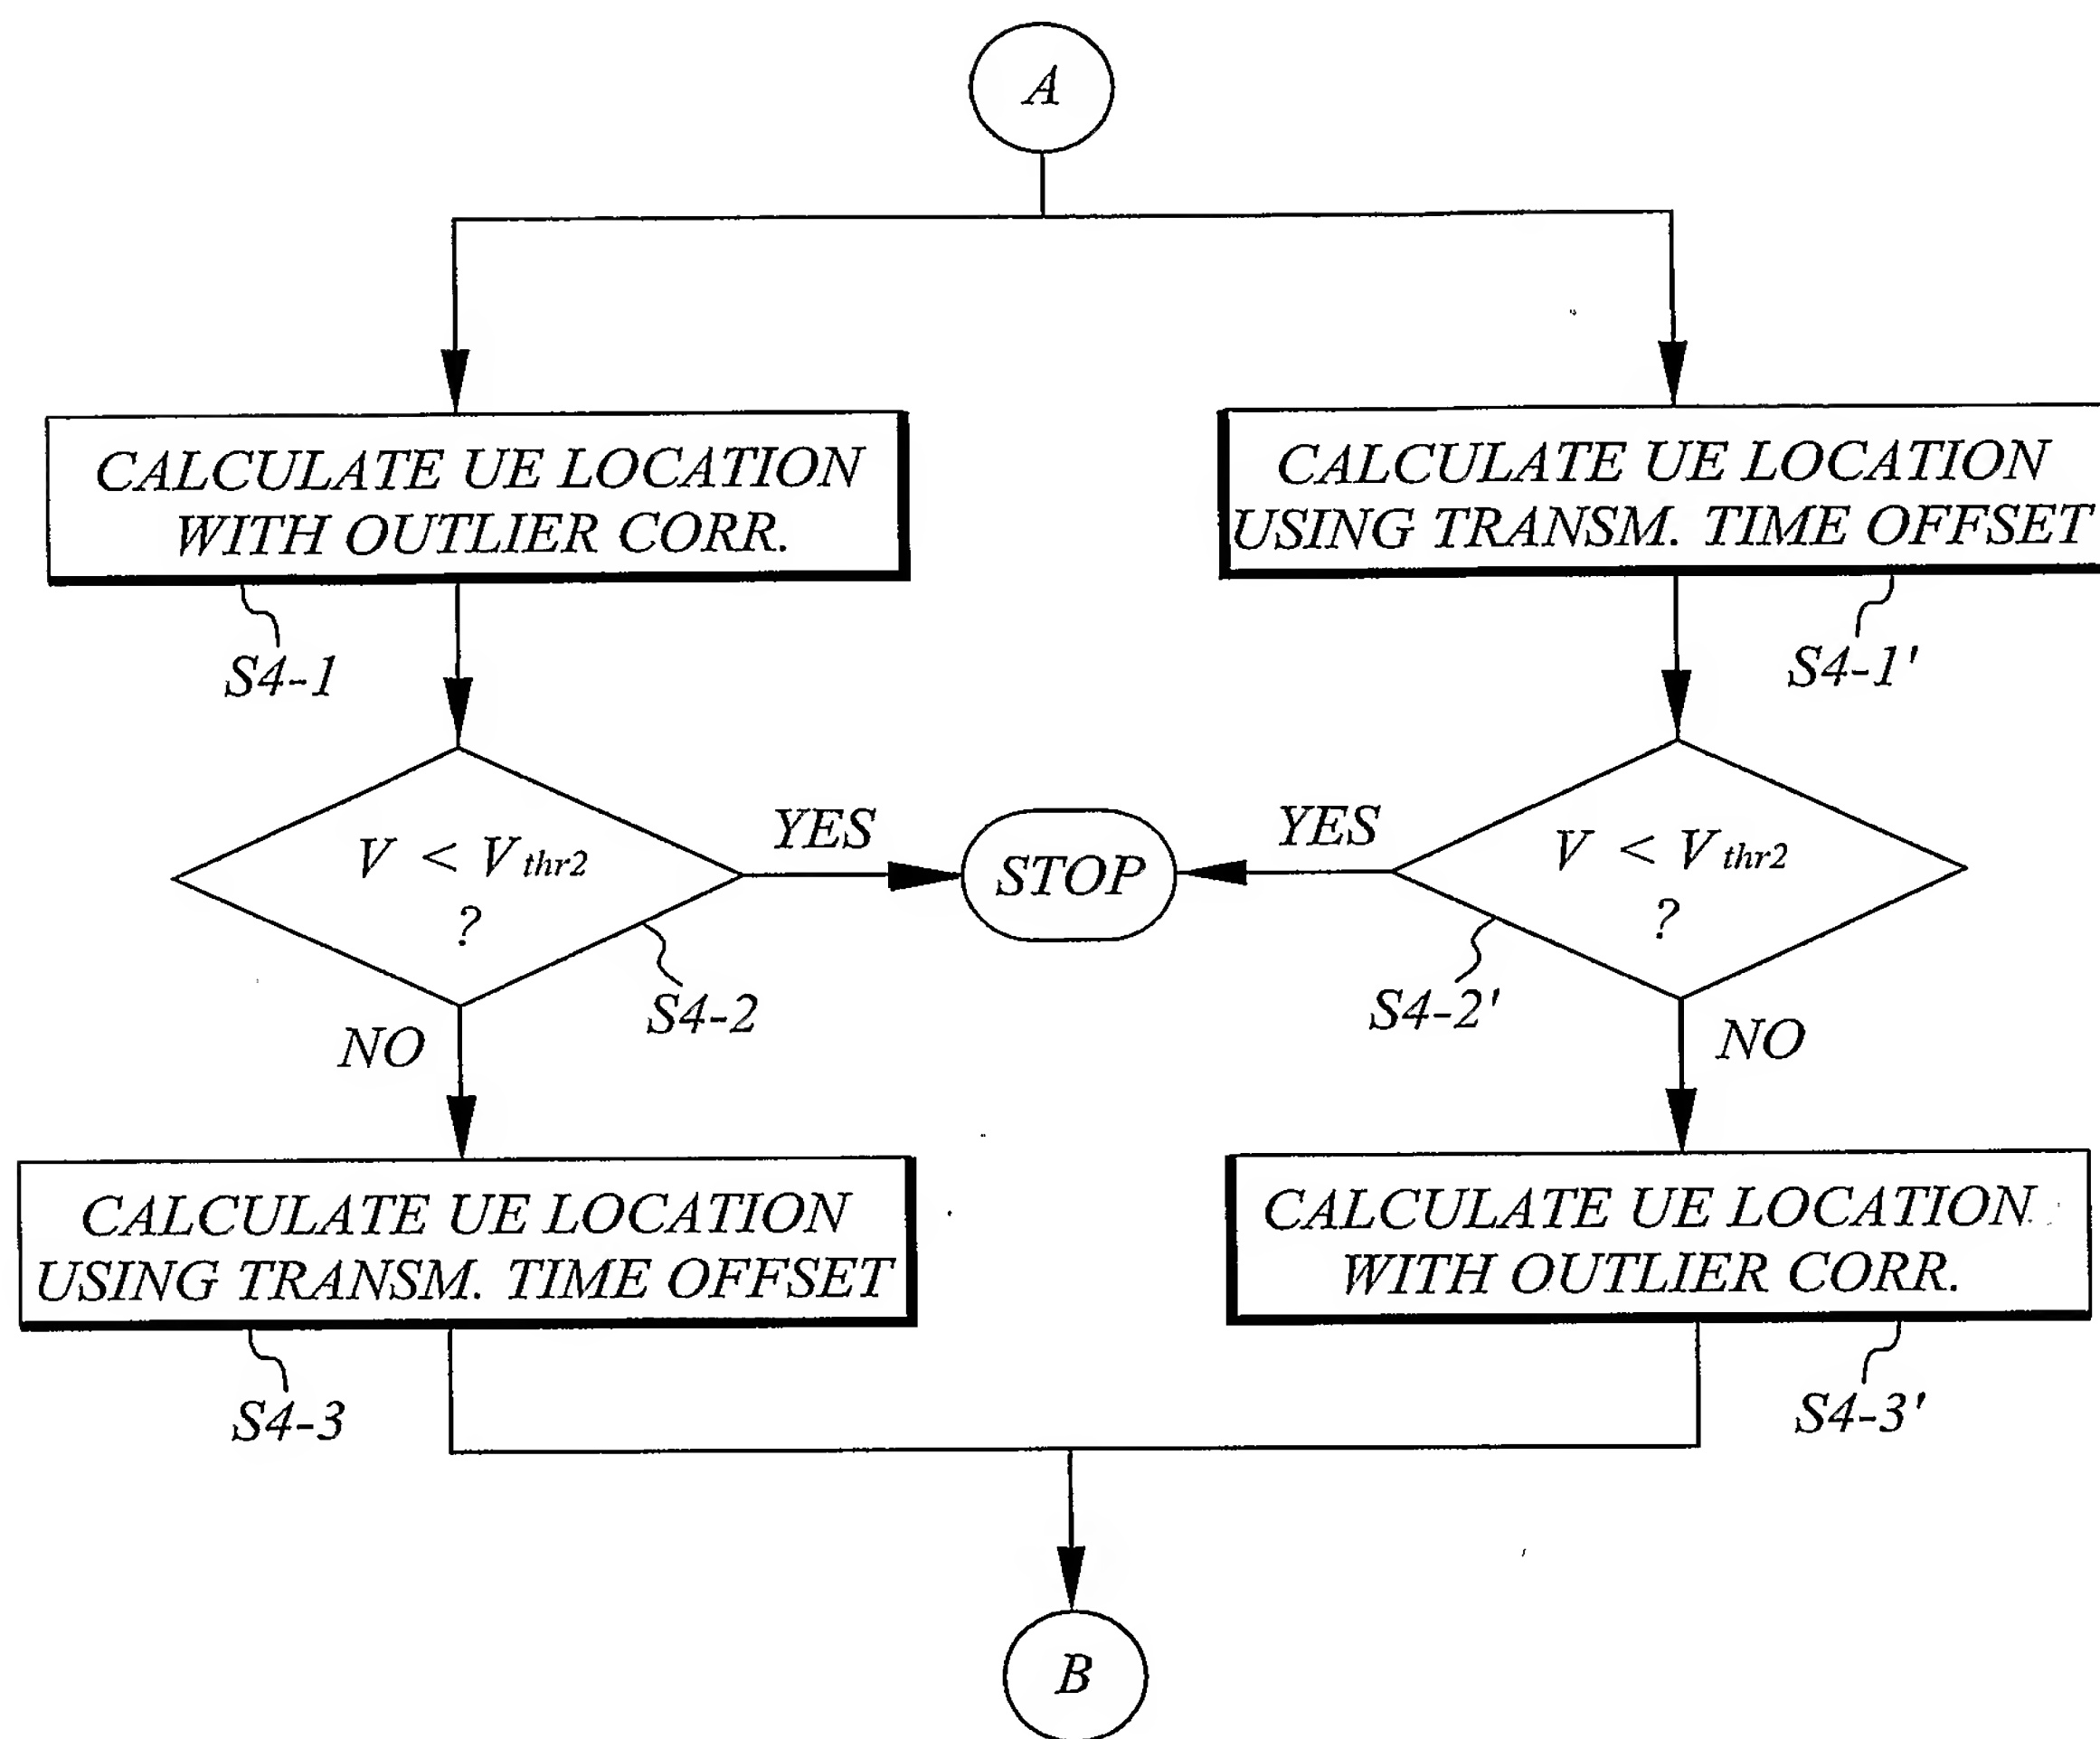 A
CALCULATE UE LOCATION
WITH OUTLIER CORR.
S4-1
CALCULATE UE LOCATION
USING TRANSM. TIME OFFSET
S4-1'
V < Vthr2
?
YES
S4-2
NO
STOP
YES
V < Vthr2
?
S4-2'
NO
CALCULATE UE LOCATION
USING TRANSM. TIME OFFSET
S4-3
CALCULATE UE LOCATION
WITH OUTLIER CORR.
S4-3'
B